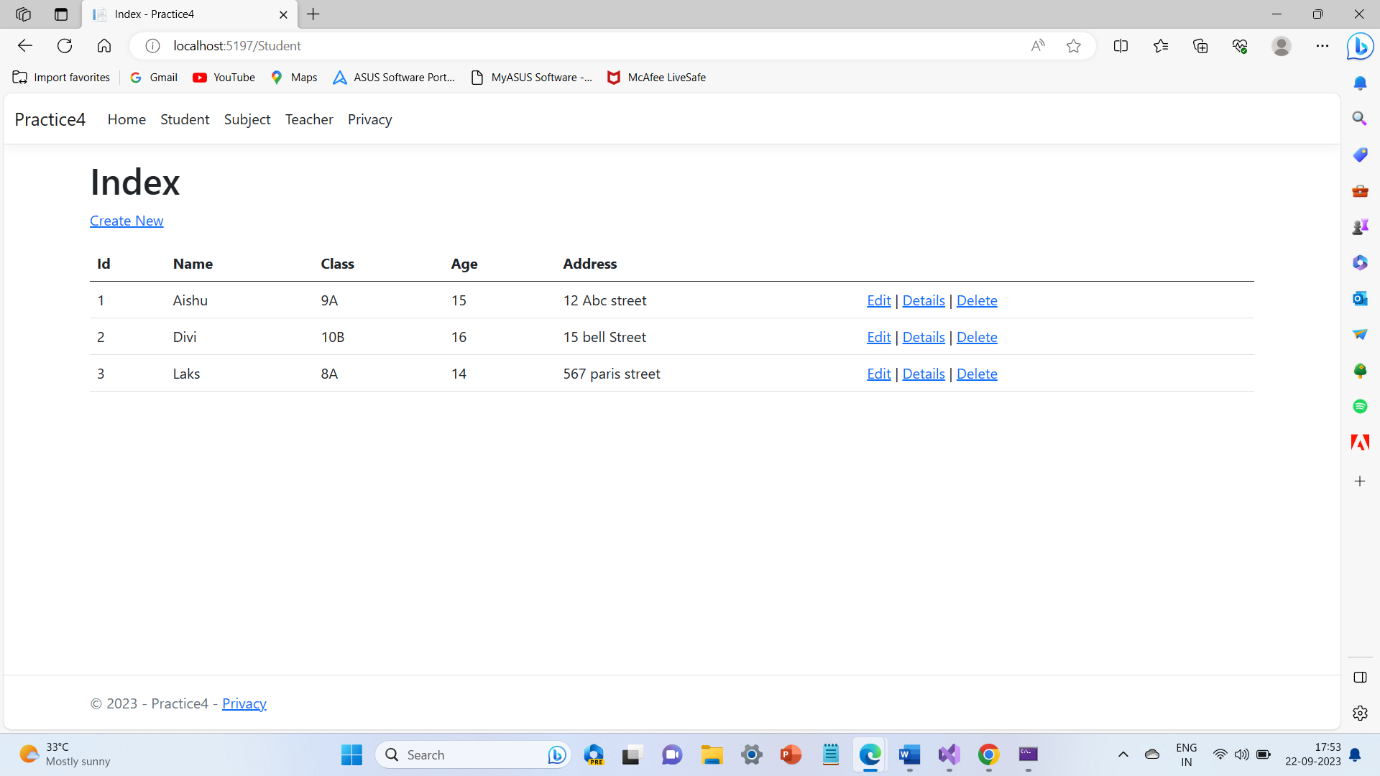 Index - Practice4
localhost:5197/Student
Import favorites Gmail YouTube Maps ASUS Software Port... MyASUS Software -... McAfee LiveSafe
Practice4 Home Student Subject Teacher Privacy
Index
Create New
Id Name Class Age Address
1 Aishu 9A 15 12 Abc street Edit | Details | Delete
2 Divi 10B 16 15 bell Street Edit | Details | Delete
3 Laks 8A 14 567 paris street Edit | Details | Delete
© 2023 - Practice4 - Privacy
33°C
Mostly sunny
Search
PRE
ENG
IN
17:53
22-09-2023